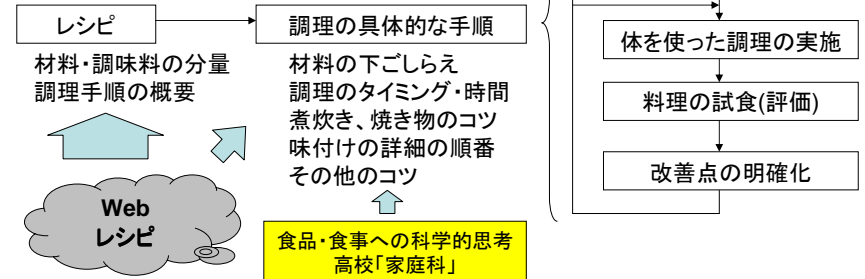 レシピ
材料・調味料の分量
調理手順の概要
Web
レシピ
調理の具体的な手順
材料の下ごしらえ
調理のタイミング・時間
煮炊き、焼き物のコツ
味付けの詳細の順番
その他のコツ
食品・食事への科学的思考
高校「家庭科」
体を使った調理の実施
料理の試食(評価)
改善点の明確化